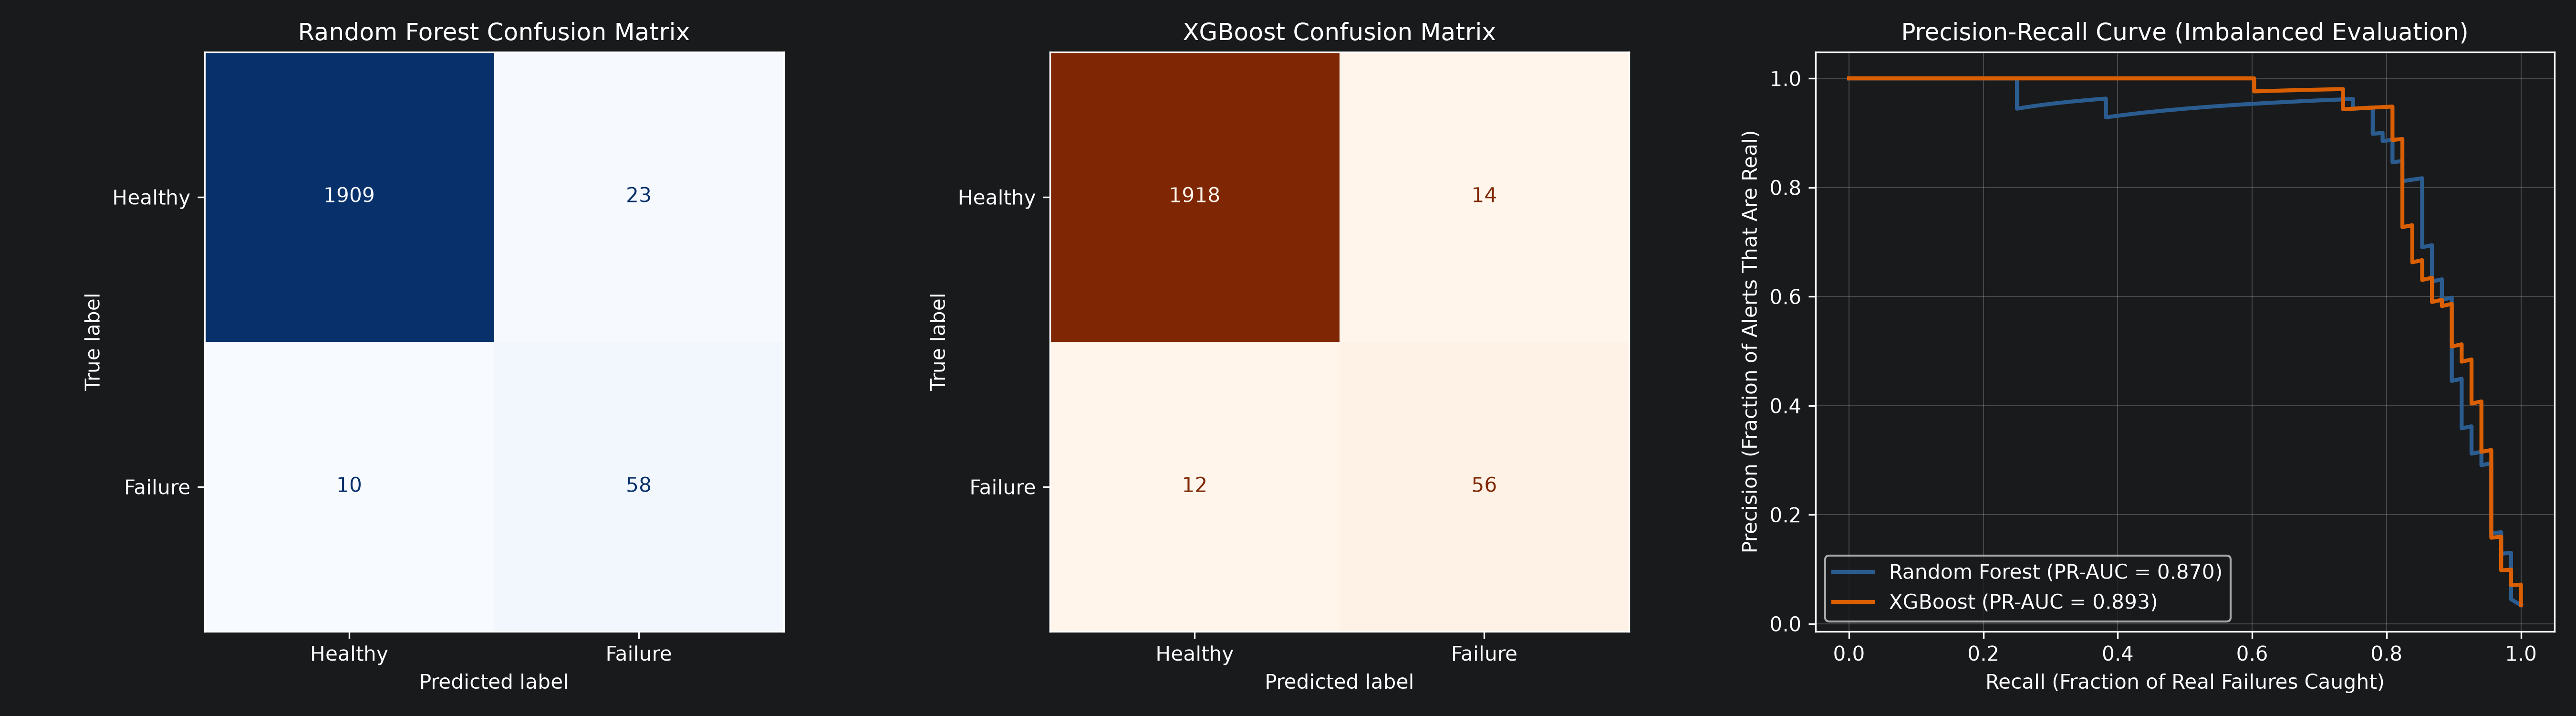 Random Forest Confusion Matrix
True label
Healthy
1909
23
Failure
10
58
Healthy
Failure
Predicted label
XGBoost Confusion Matrix
True label
Healthy
1918
14
Failure
12
56
Healthy
Failure
Predicted label
Precision-Recall Curve (Imbalanced Evaluation)
Precision (Fraction of Alerts That Are Real)
1.0
0.8
0.6
0.4
0.2
0.0
Random Forest (PR-AUC = 0.870)
XGBoost (PR-AUC = 0.893)
0.0
0.2
0.4
0.6
0.8
1.0
Recall (Fraction of Real Failures Caught)